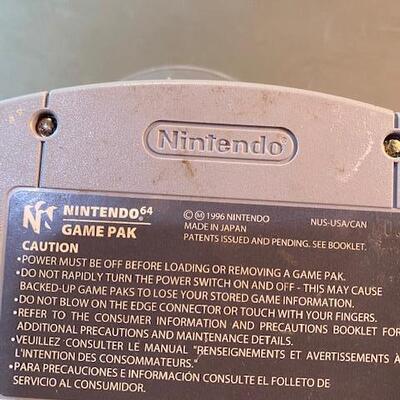 Nintendo
NINTENDO64
GAME PAK
©Ⓜ1996 NINTENDO
MADE IN JAPAN
PATENTS ISSUED AND PENDING. SEE BOOKLET.
NUS-USA/CAN
CAUTION
•POWER MUST BE OFF BEFORE LOADING OR REMOVING A GAME PAK.
•DO NOT RAPIDLY TURN THE POWER SWITCH ON AND OFF - THIS MAY CAUSE
BACKED-UP GAME PAKS TO LOSE YOUR STORED GAME INFORMATION.
•DO NOT BLOW ON THE EDGE CONNECTOR OR TOUCH WITH YOUR FINGERS.
•REFER TO THE CONSUMER INFORMATION AND PRECAUTIONS BOOKLET FOR
ADDITIONAL PRECAUTIONS AND MAINTENANCE DETAILS.
•VEUILLEZ CONSULTER LE MANUAL "RENSEIGNEMENTS ET AVERTISSEMENTS À
L'INTENTION DES CONSOMMATEURS."
•PARA PRECAUCIONES E INFORMACIÓN CONSULTE EL FOLLETO DE
SERVICIO AL CONSUMIDOR.